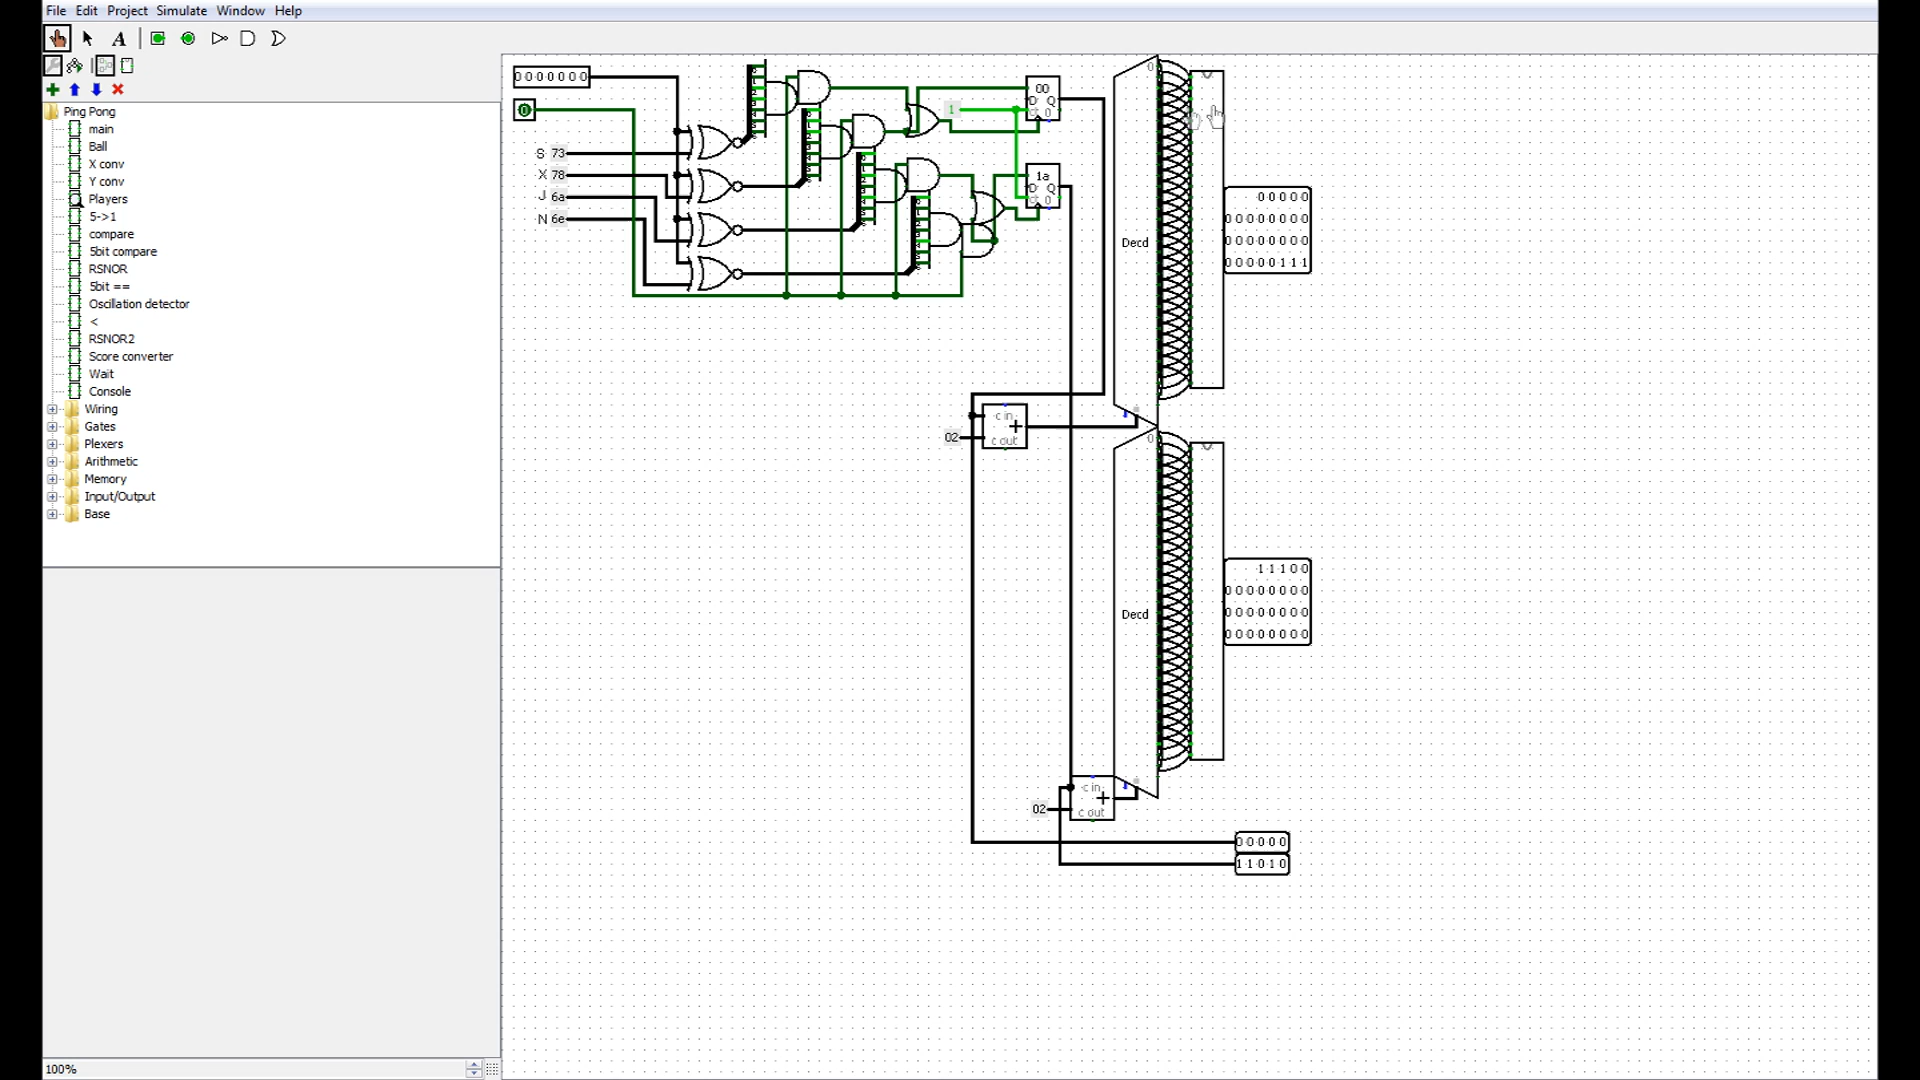 File Edit Project Simulate Window Help
A
Ping Pong
main
Ball
X conv
Y conv
Players
5->1
compare
5bit compare
RSNOR
5bit ==
Oscillation detector
<
RSNOR2
Score converter
Wait
Console
Wiring
Gates
Plexers
Arithmetic
Memory
Input/Output
Base
100%
0 0 0 0 0 0 0
0
S 73
X 78
J 6a
N 6e
1
00
D Q
0
1a
D Q
0
0
Decd
0 0 0 0 0
0 0 0 0 0 0 0 0
0 0 0 0 0 0 0 0
0 0 0 0 0 1 1 1
c in
+
02
c out
0
Decd
1 1 1 0 0
0 0 0 0 0 0 0 0
0 0 0 0 0 0 0 0
0 0 0 0 0 0 0 0
c in
+
02
c out
0 0 0 0 0
1 1 0 1 0